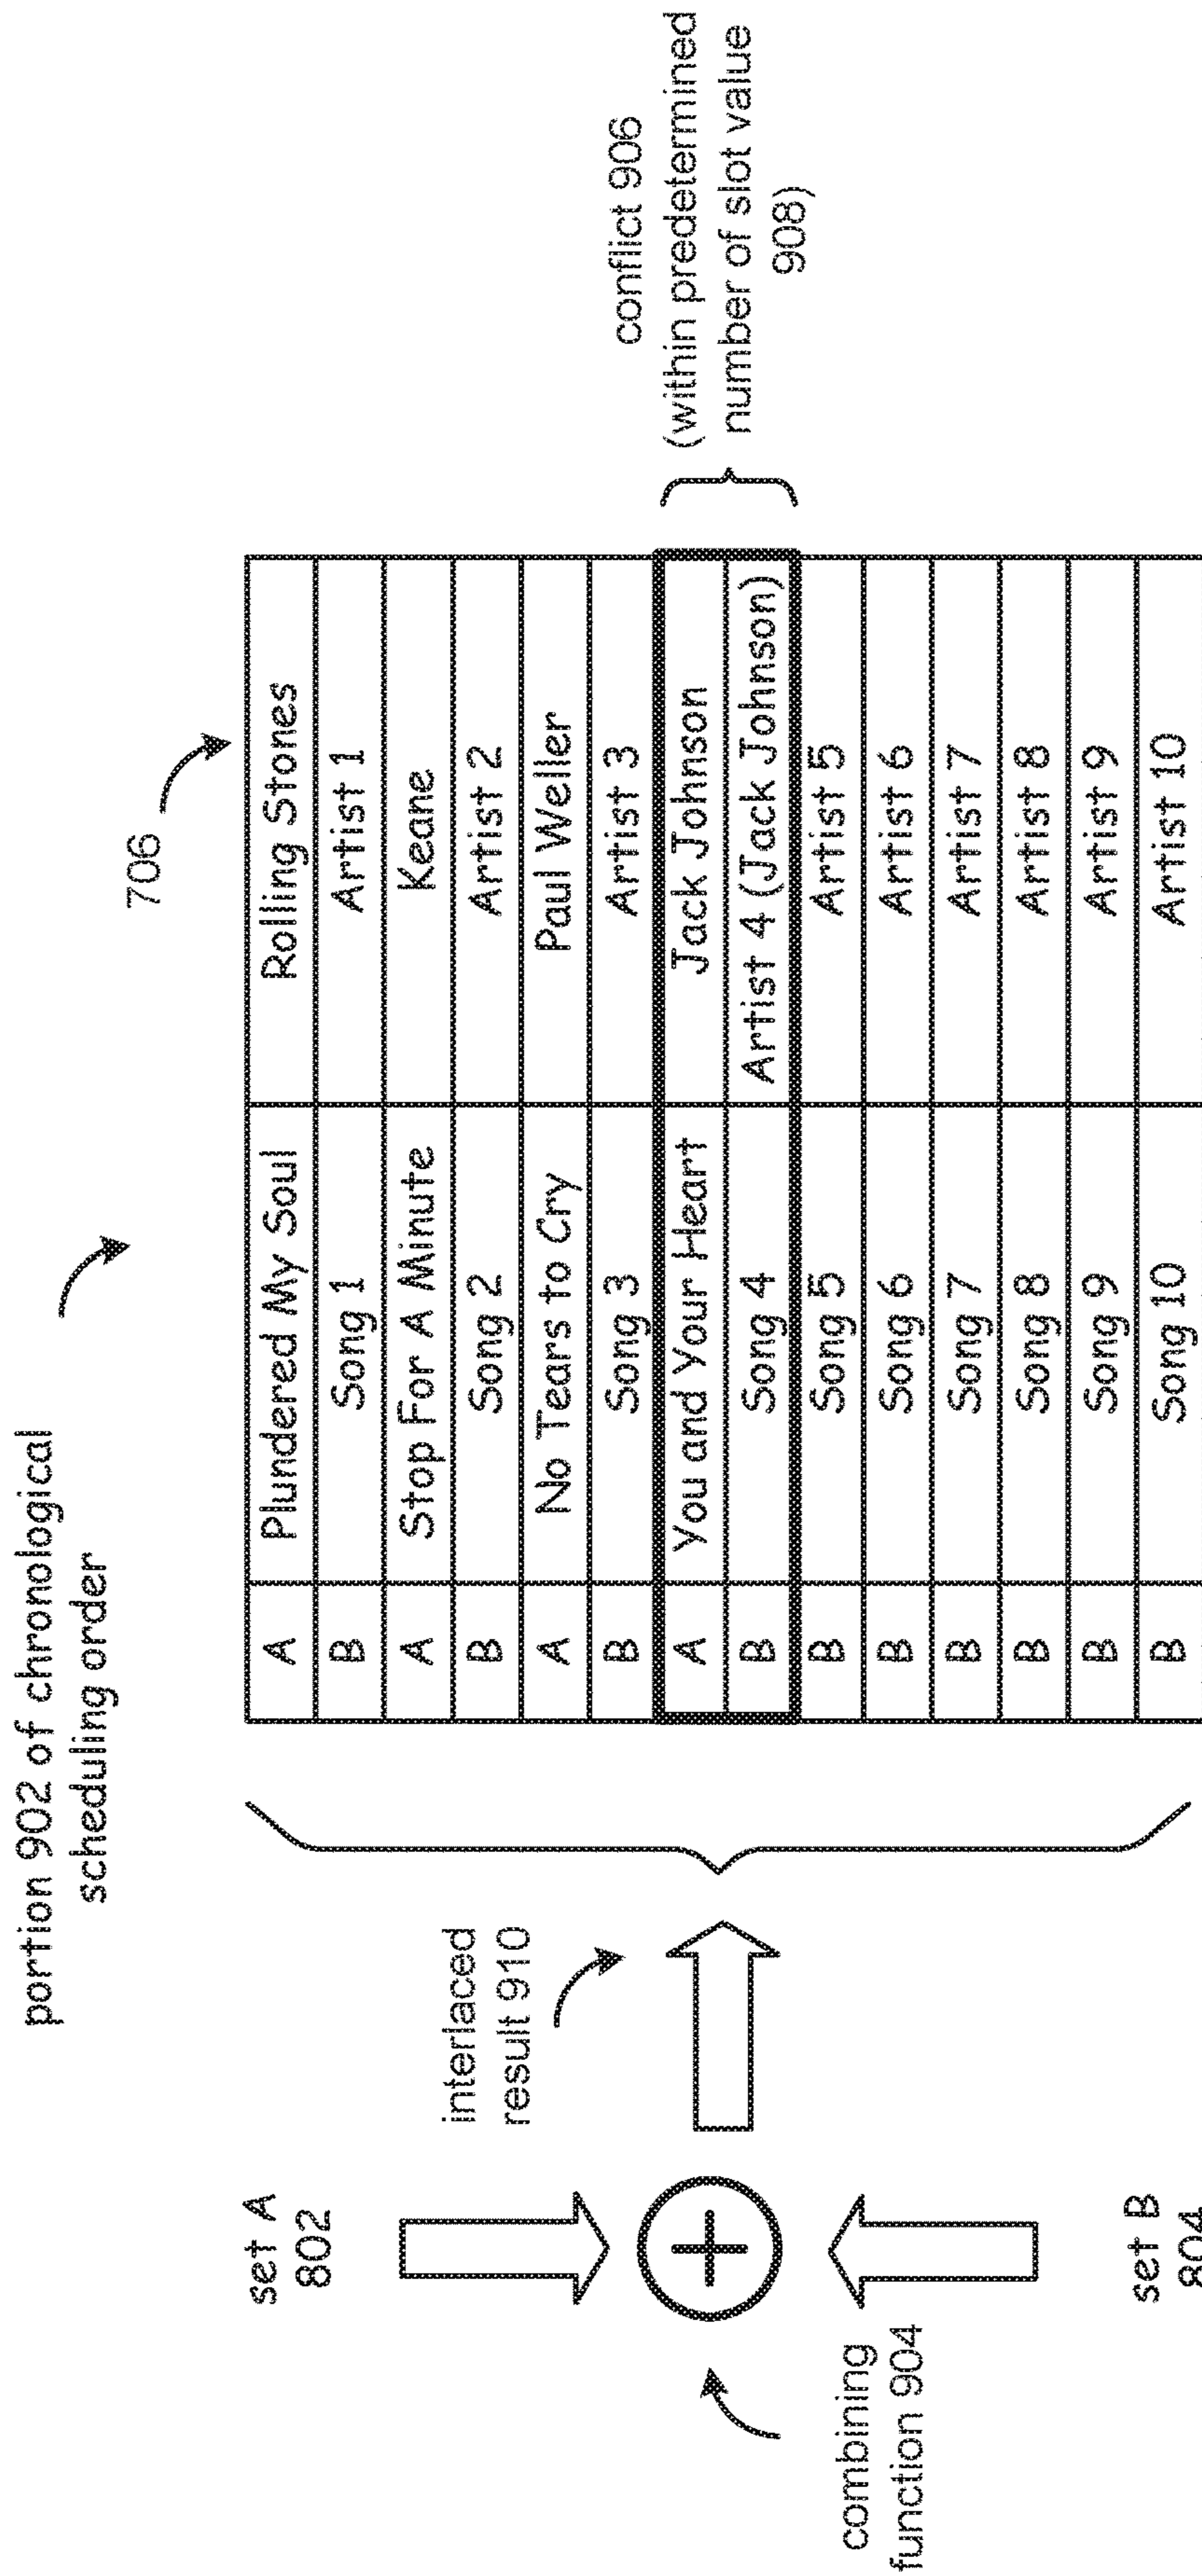 portion 902 of chronological
scheduling order
706
set A
802
combining
function 904
set B
804
interlaced
result 910
A Plundered My Soul Rolling Stones
B Song 1 Artist 1
A Stop For A Minute Keane
B Song 2 Artist 2
A No Tears to Cry Paul Weller
B Song 3 Artist 3
A You and Your Heart Jack Johnson
B Song 4 Artist 4 (Jack Johnson)
B Song 5 Artist 5
B Song 6 Artist 6
B Song 7 Artist 7
B Song 8 Artist 8
B Song 9 Artist 9
B Song 10 Artist 10
conflict 906
(within predetermined
number of slot value
908)